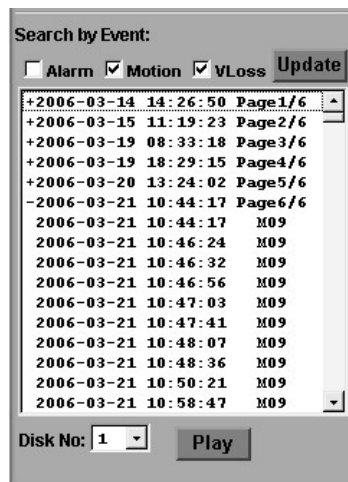 Search by Event:
Alarm Motion VLoss Update
+2006-03-14 14:26:50 Page1/6
+2006-03-15 11:19:23 Page2/6
+2006-03-19 08:33:18 Page3/6
+2006-03-19 18:29:15 Page4/6
+2006-03-20 13:24:02 Page5/6
-2006-03-21 10:44:17 Page6/6
2006-03-21 10:44:17 M09
2006-03-21 10:46:24 M09
2006-03-21 10:46:32 M09
2006-03-21 10:46:56 M09
2006-03-21 10:47:03 M09
2006-03-21 10:47:41 M09
2006-03-21 10:48:07 M09
2006-03-21 10:48:36 M09
2006-03-21 10:50:21 M09
2006-03-21 10:58:47 M09
Disk No: 1 Play